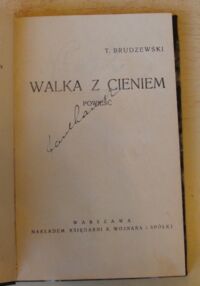 T. BRUDZEWSKI
WALKA Z CIENIEM
POWIEŚĆ
WARSZAWA
NAKŁADEM KSIĘGARNI A. WOJNARA I SPÓŁKI